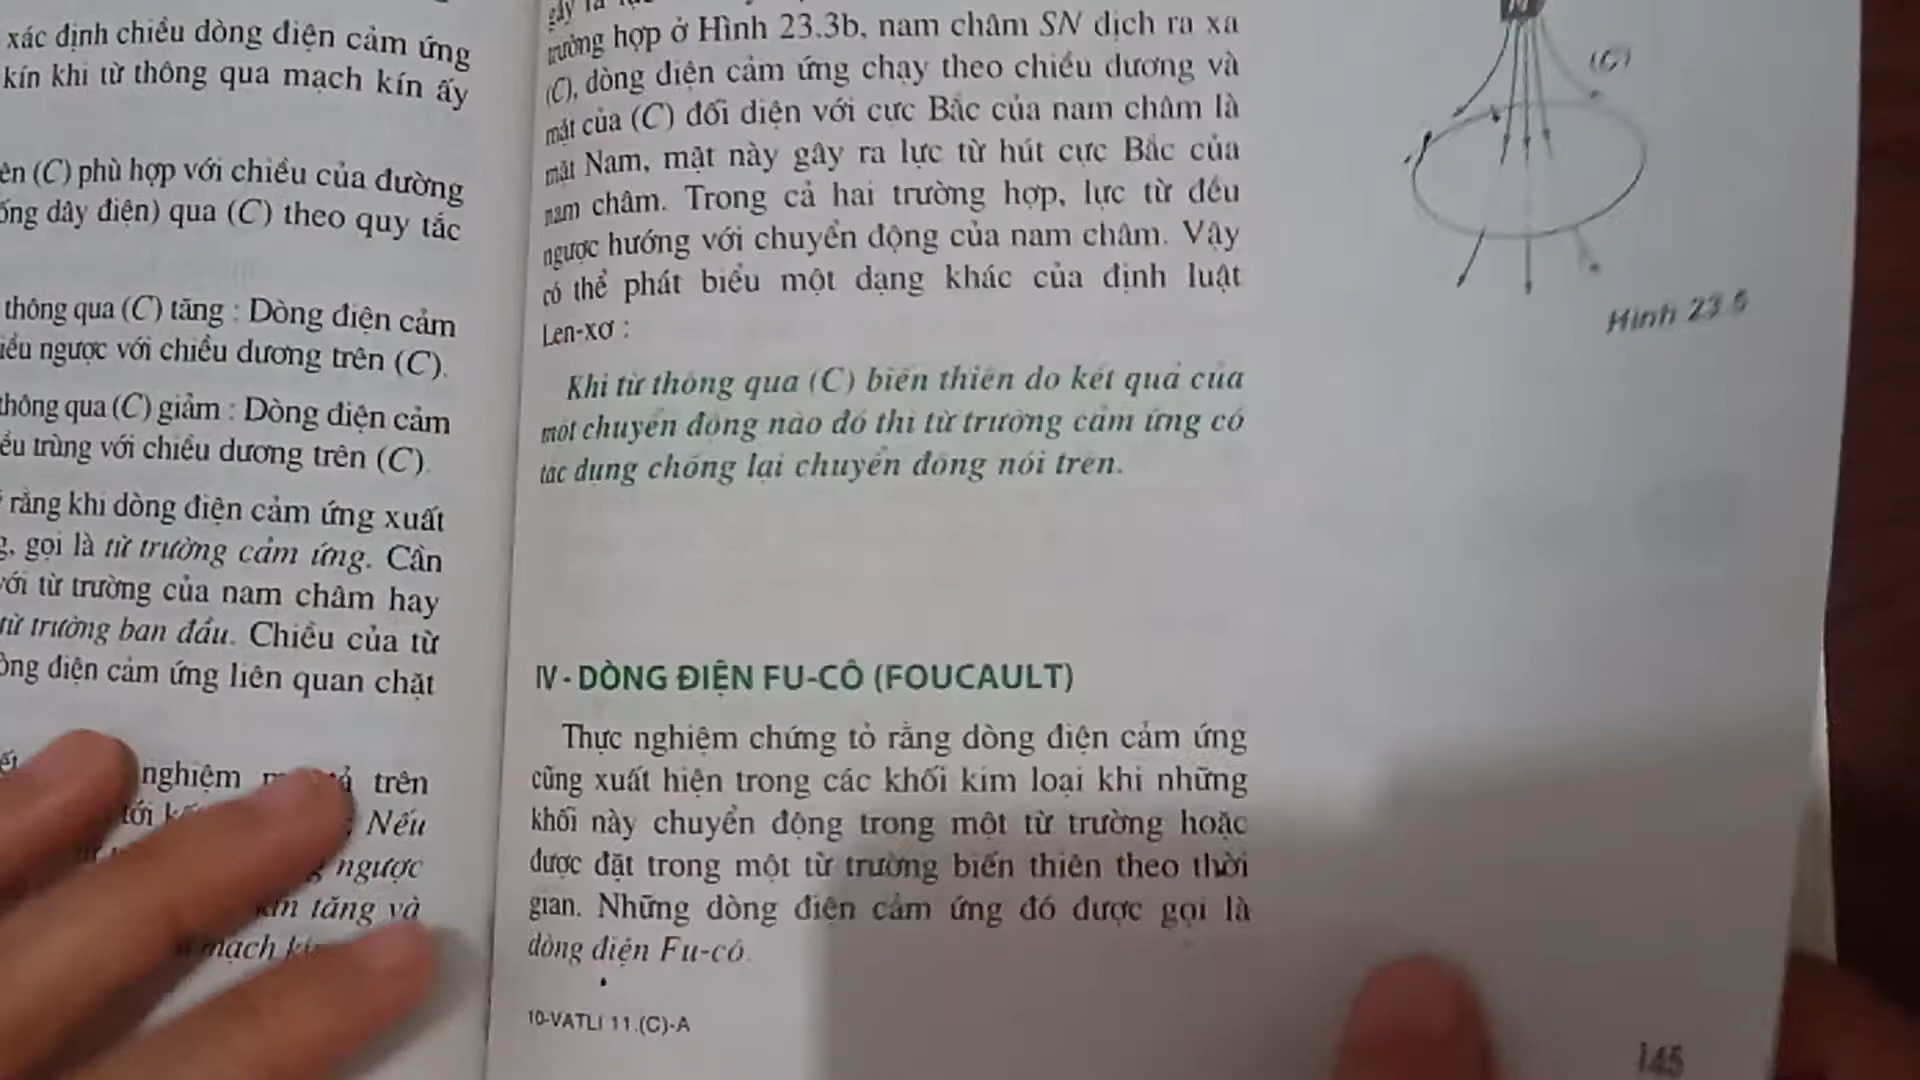 xác định chiều dòng điện cảm ứng
kín khi từ thông qua mạch kín ấy
(C) phù hợp với chiều của đường
dây điện) qua (C) theo quy tắc
thông qua (C) tăng : Dòng điện cảm
ngược với chiều dương trên (C).
thông qua (C) giảm : Dòng điện cảm
trùng với chiều dương trên (C).
rằng khi dòng điện cảm ứng xuất
gọi là từ trường cảm ứng. Cần
với từ trường của nam châm hay
từ trường ban đầu. Chiều của từ
điện cảm ứng liên quan chặt
nghiệm trên
tới Nếu
ngược
tăng và
mạch
trường hợp ở Hình 23.3b, nam châm SN dịch ra xa
(C), dòng điện cảm ứng chạy theo chiều dương và
mặt của (C) đối diện với cực Bắc của nam châm là
mặt Nam, mặt này gây ra lực từ hút cực Bắc của
nam châm. Trong cả hai trường hợp, lực từ đều
ngược hướng với chuyển động của nam châm. Vậy
có thể phát biểu một dạng khác của định luật
Len-xơ :
Khi từ thông qua (C) biến thiên do kết quả của
một chuyển động nào đó thì từ trường cảm ứng có
tác dụng chống lại chuyển động nói trên.
IV - DÒNG ĐIỆN FU-CÔ (FOUCAULT)
Thực nghiệm chứng tỏ rằng dòng điện cảm ứng
cũng xuất hiện trong các khối kim loại khi những
khối này chuyển động trong một từ trường hoặc
được đặt trong một từ trường biến thiên theo thời
gian. Những dòng điện cảm ứng đó được gọi là
dòng điện Fu-cô.
10-VATLI 11.(C)-A
(C)
Hình 23.5
145